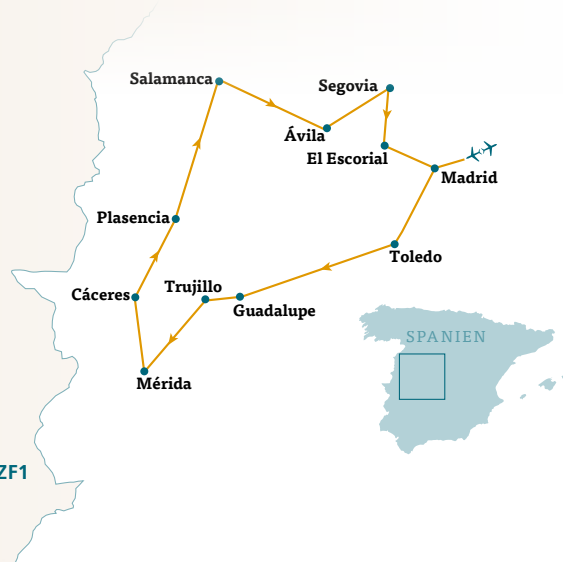 Salamanca
Segovia
Ávila
El Escorial
Madrid
Plasencia
Toledo
Trujillo
Cáceres
Guadalupe
SPANIEN
Mérida
ZF1